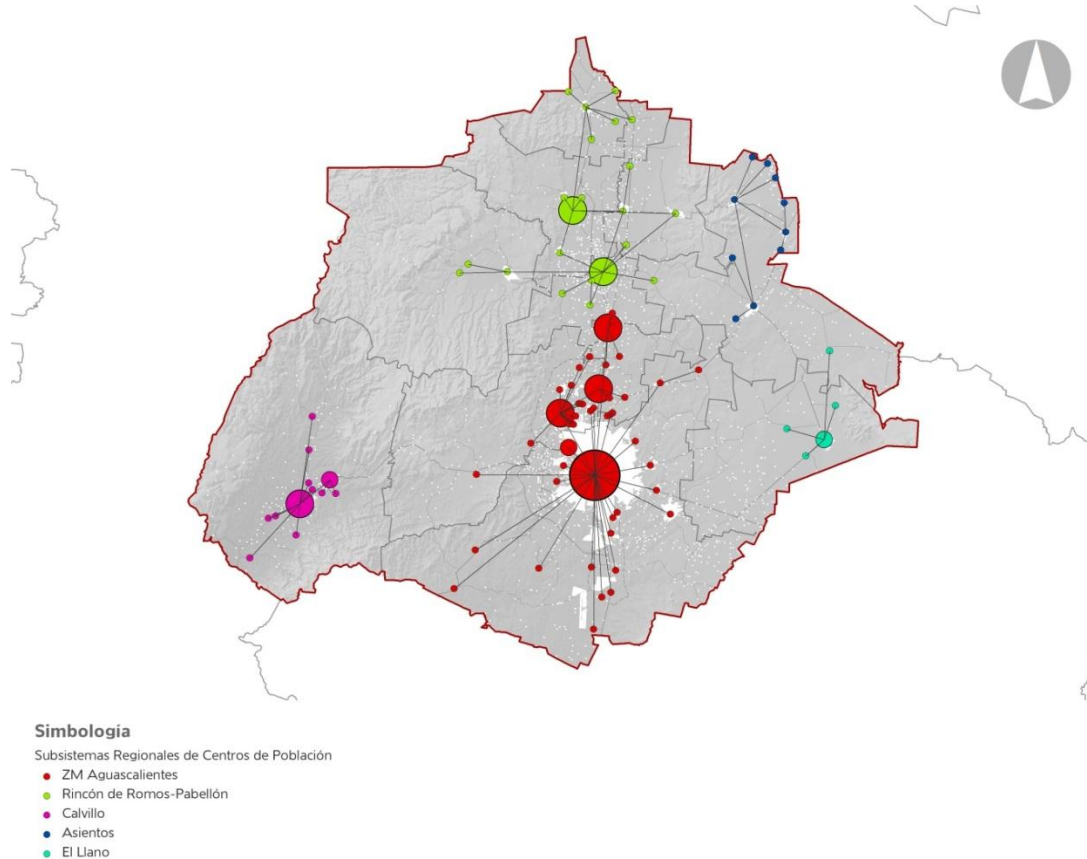 Simbología
Subsistemas Regionales de Centros de Población
ZM Aguascalientes
Rincón de Romos-Pabellón
Calvillo
Asientos
El Llano